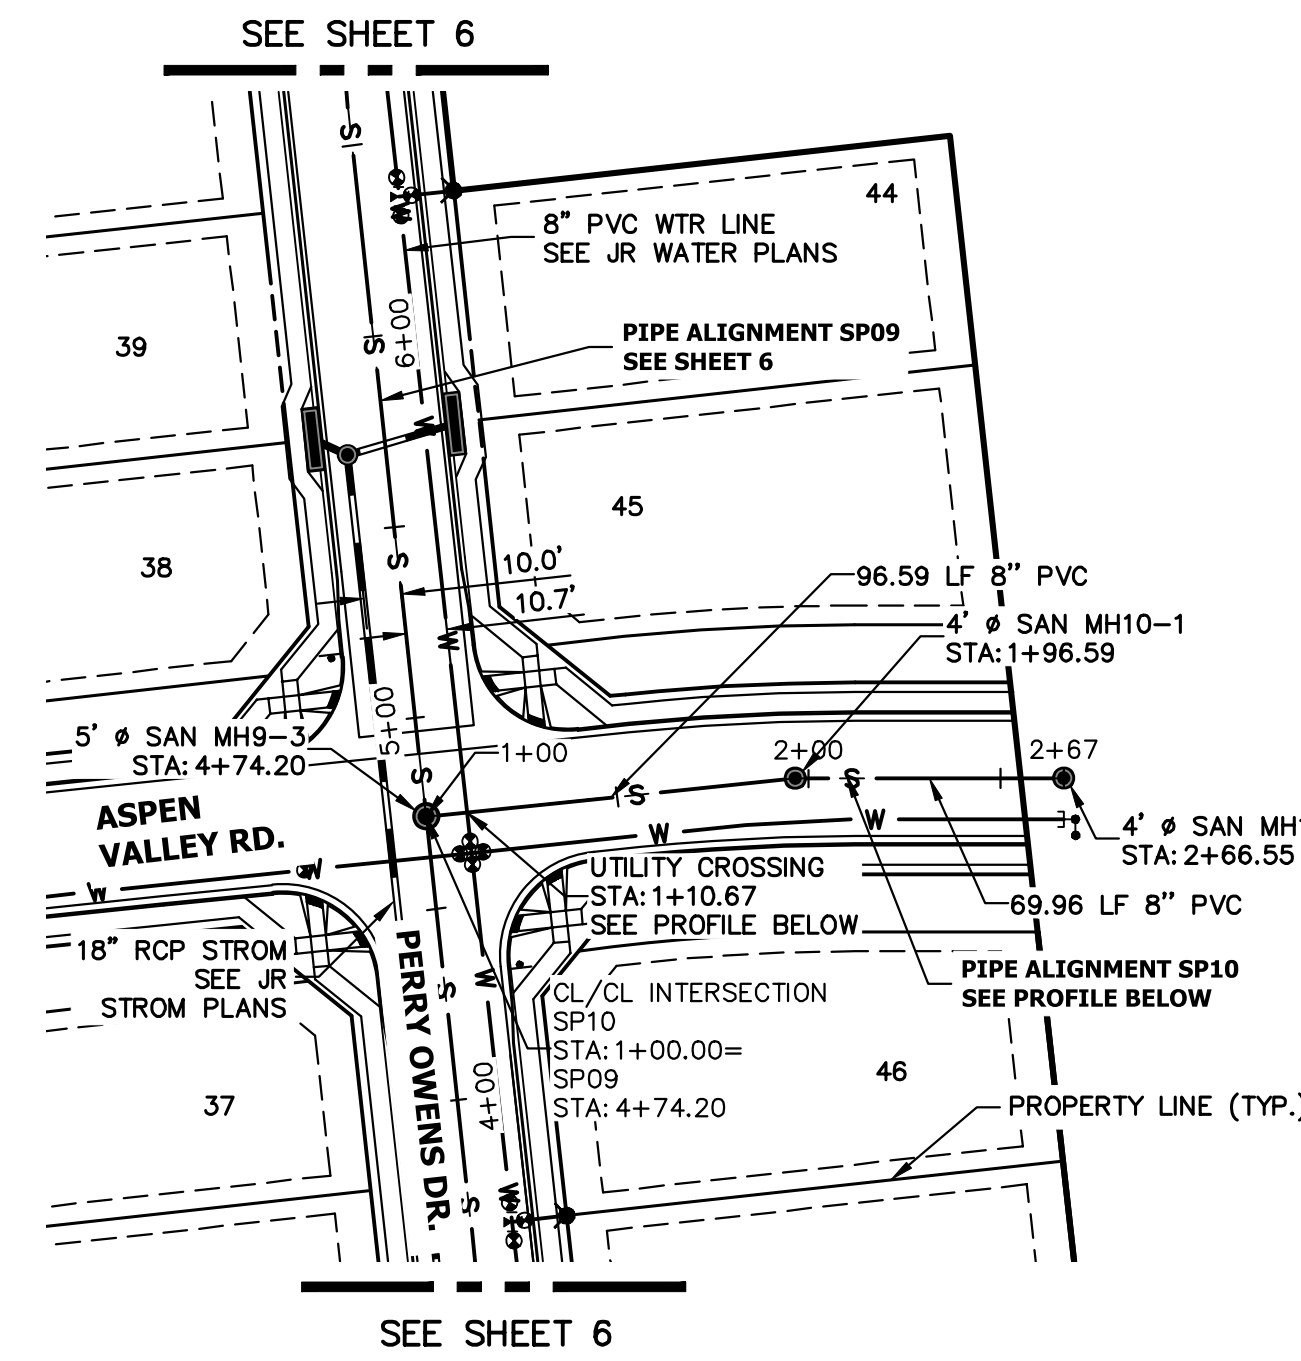 SEE SHEET 6
44
8" PVC WTR LINE
SEE JR WATER PLANS
S
W
6+00
39
PIPE ALIGNMENT SP09
SEE SHEET 6
S
W
45
38
S
10.0'
10.7'
W
96.59 LF 8" PVC
4' Ø SAN MH10-1
STA: 1+96.59
5+00
5' Ø SAN MH9-3
STA: 4+74.20
1+00
2+00
2+67
S
S
S
ASPEN
VALLEY RD.
W
W
W
W
4' Ø SAN MH
STA: 2+66.55
UTILITY CROSSING
STA: 1+10.67
SEE PROFILE BELOW
69.96 LF 8" PVC
18" RCP STROM
SEE JR
STROM PLANS
PERRY OWENS DR.
S
W
PIPE ALIGNMENT SP10
SEE PROFILE BELOW
CL/CL INTERSECTION
SP10
STA: 1+00.00=
SP09
STA: 4+74.20
4+00
46
37
PROPERTY LINE (TYP.)
S
W
SEE SHEET 6